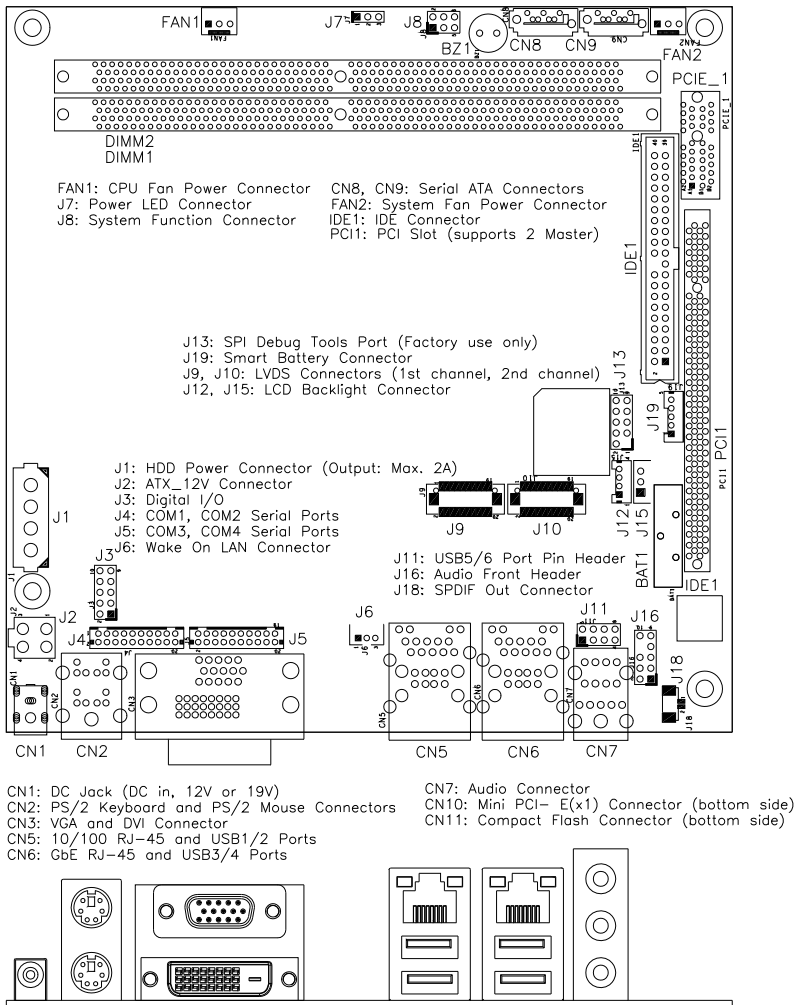 FAN1
J7
J8
BZ1
CN8
CN9
FAN2
PCIE_1
DIMM2
DIMM1
IDE1
PCIE_1
FAN1: CPU Fan Power Connector
J7: Power LED Connector
J8: System Function Connector
CN8, CN9: Serial ATA Connectors
FAN2: System Fan Power Connector
IDE1: IDE Connector
PCI1: PCI Slot (supports 2 Master)
IDE1
J13: SPI Debug Tools Port (Factory use only)
J19: Smart Battery Connector
J9, J10: LVDS Connectors (1st channel, 2nd channel)
J12, J15: LCD Backlight Connector
J13
J19
PCI1
PCI1
J1: HDD Power Connector (Output: Max. 2A)
J2: ATX_12V Connector
J3: Digital I/O
J4: COM1, COM2 Serial Ports
J5: COM3, COM4 Serial Ports
J6: Wake On LAN Connector
J1
J9
J10
J12
J15
J11: USB5/6 Port Pin Header
J16: Audio Front Header
J18: SPDIF Out Connector
BAT1
IDE1
J3
J2
J4
J5
J6
J11
J16
J18
CN1
CN2
CN3
CN5
CN6
CN7
CN1
CN2
CN5
CN6
CN7
CN1: DC Jack (DC in, 12V or 19V)
CN2: PS/2 Keyboard and PS/2 Mouse Connectors
CN3: VGA and DVI Connector
CN5: 10/100 RJ-45 and USB1/2 Ports
CN6: GbE RJ-45 and USB3/4 Ports
CN7: Audio Connector
CN10: Mini PCI- E(x1) Connector (bottom side)
CN11: Compact Flash Connector (bottom side)